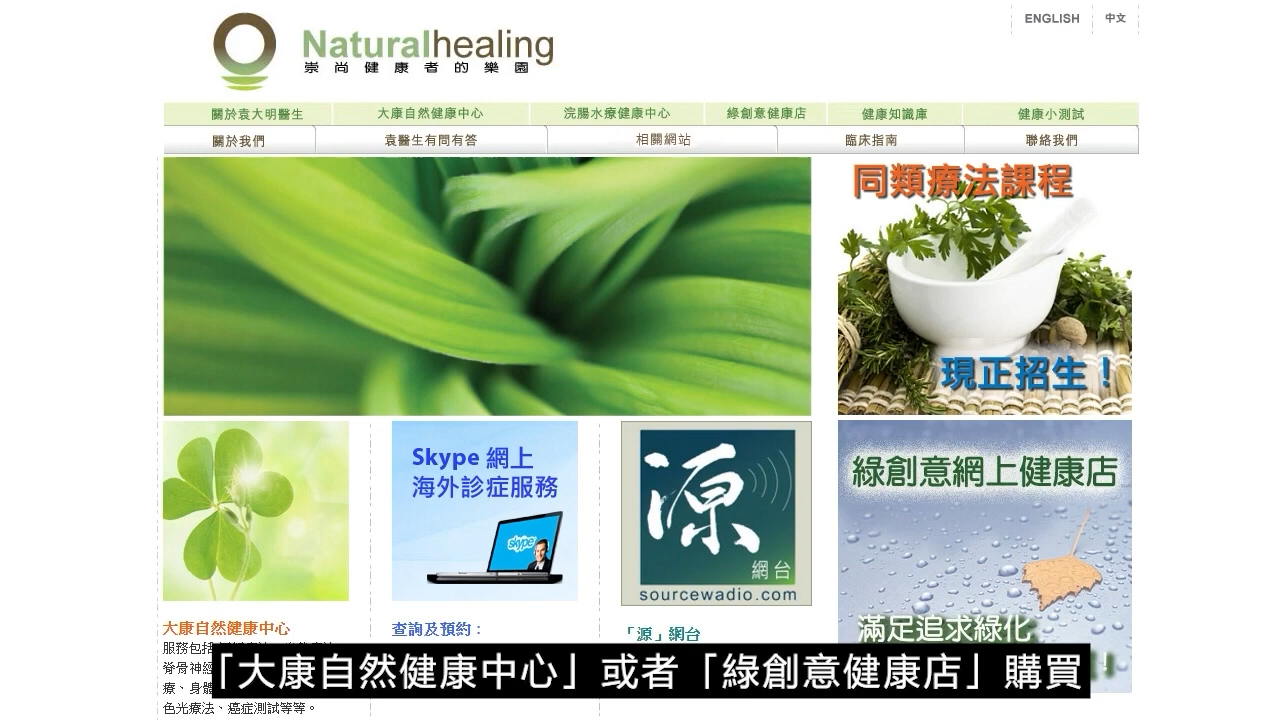 ENGLISH 中文
Naturalhealing
崇尚健康者的樂園
關於袁大明醫生 大康自然健康中心 浣腸水療健康中心 綠創意健康店 健康知識庫 健康小測試
關於我們 袁醫生有問有答 相關網站 臨床指南 聯絡我們
同類療法課程
現正招生！
Skype 網上
海外診症服務
skype
源
網台
sourcewadio.com
綠創意網上健康店
滿足追求綠化
大康自然健康中心
查詢及預約：
「源」網台
服務包括
脊骨神經
療、身體
色光療法、癌症測試等等。
「大康自然健康中心」或者「綠創意健康店」購買